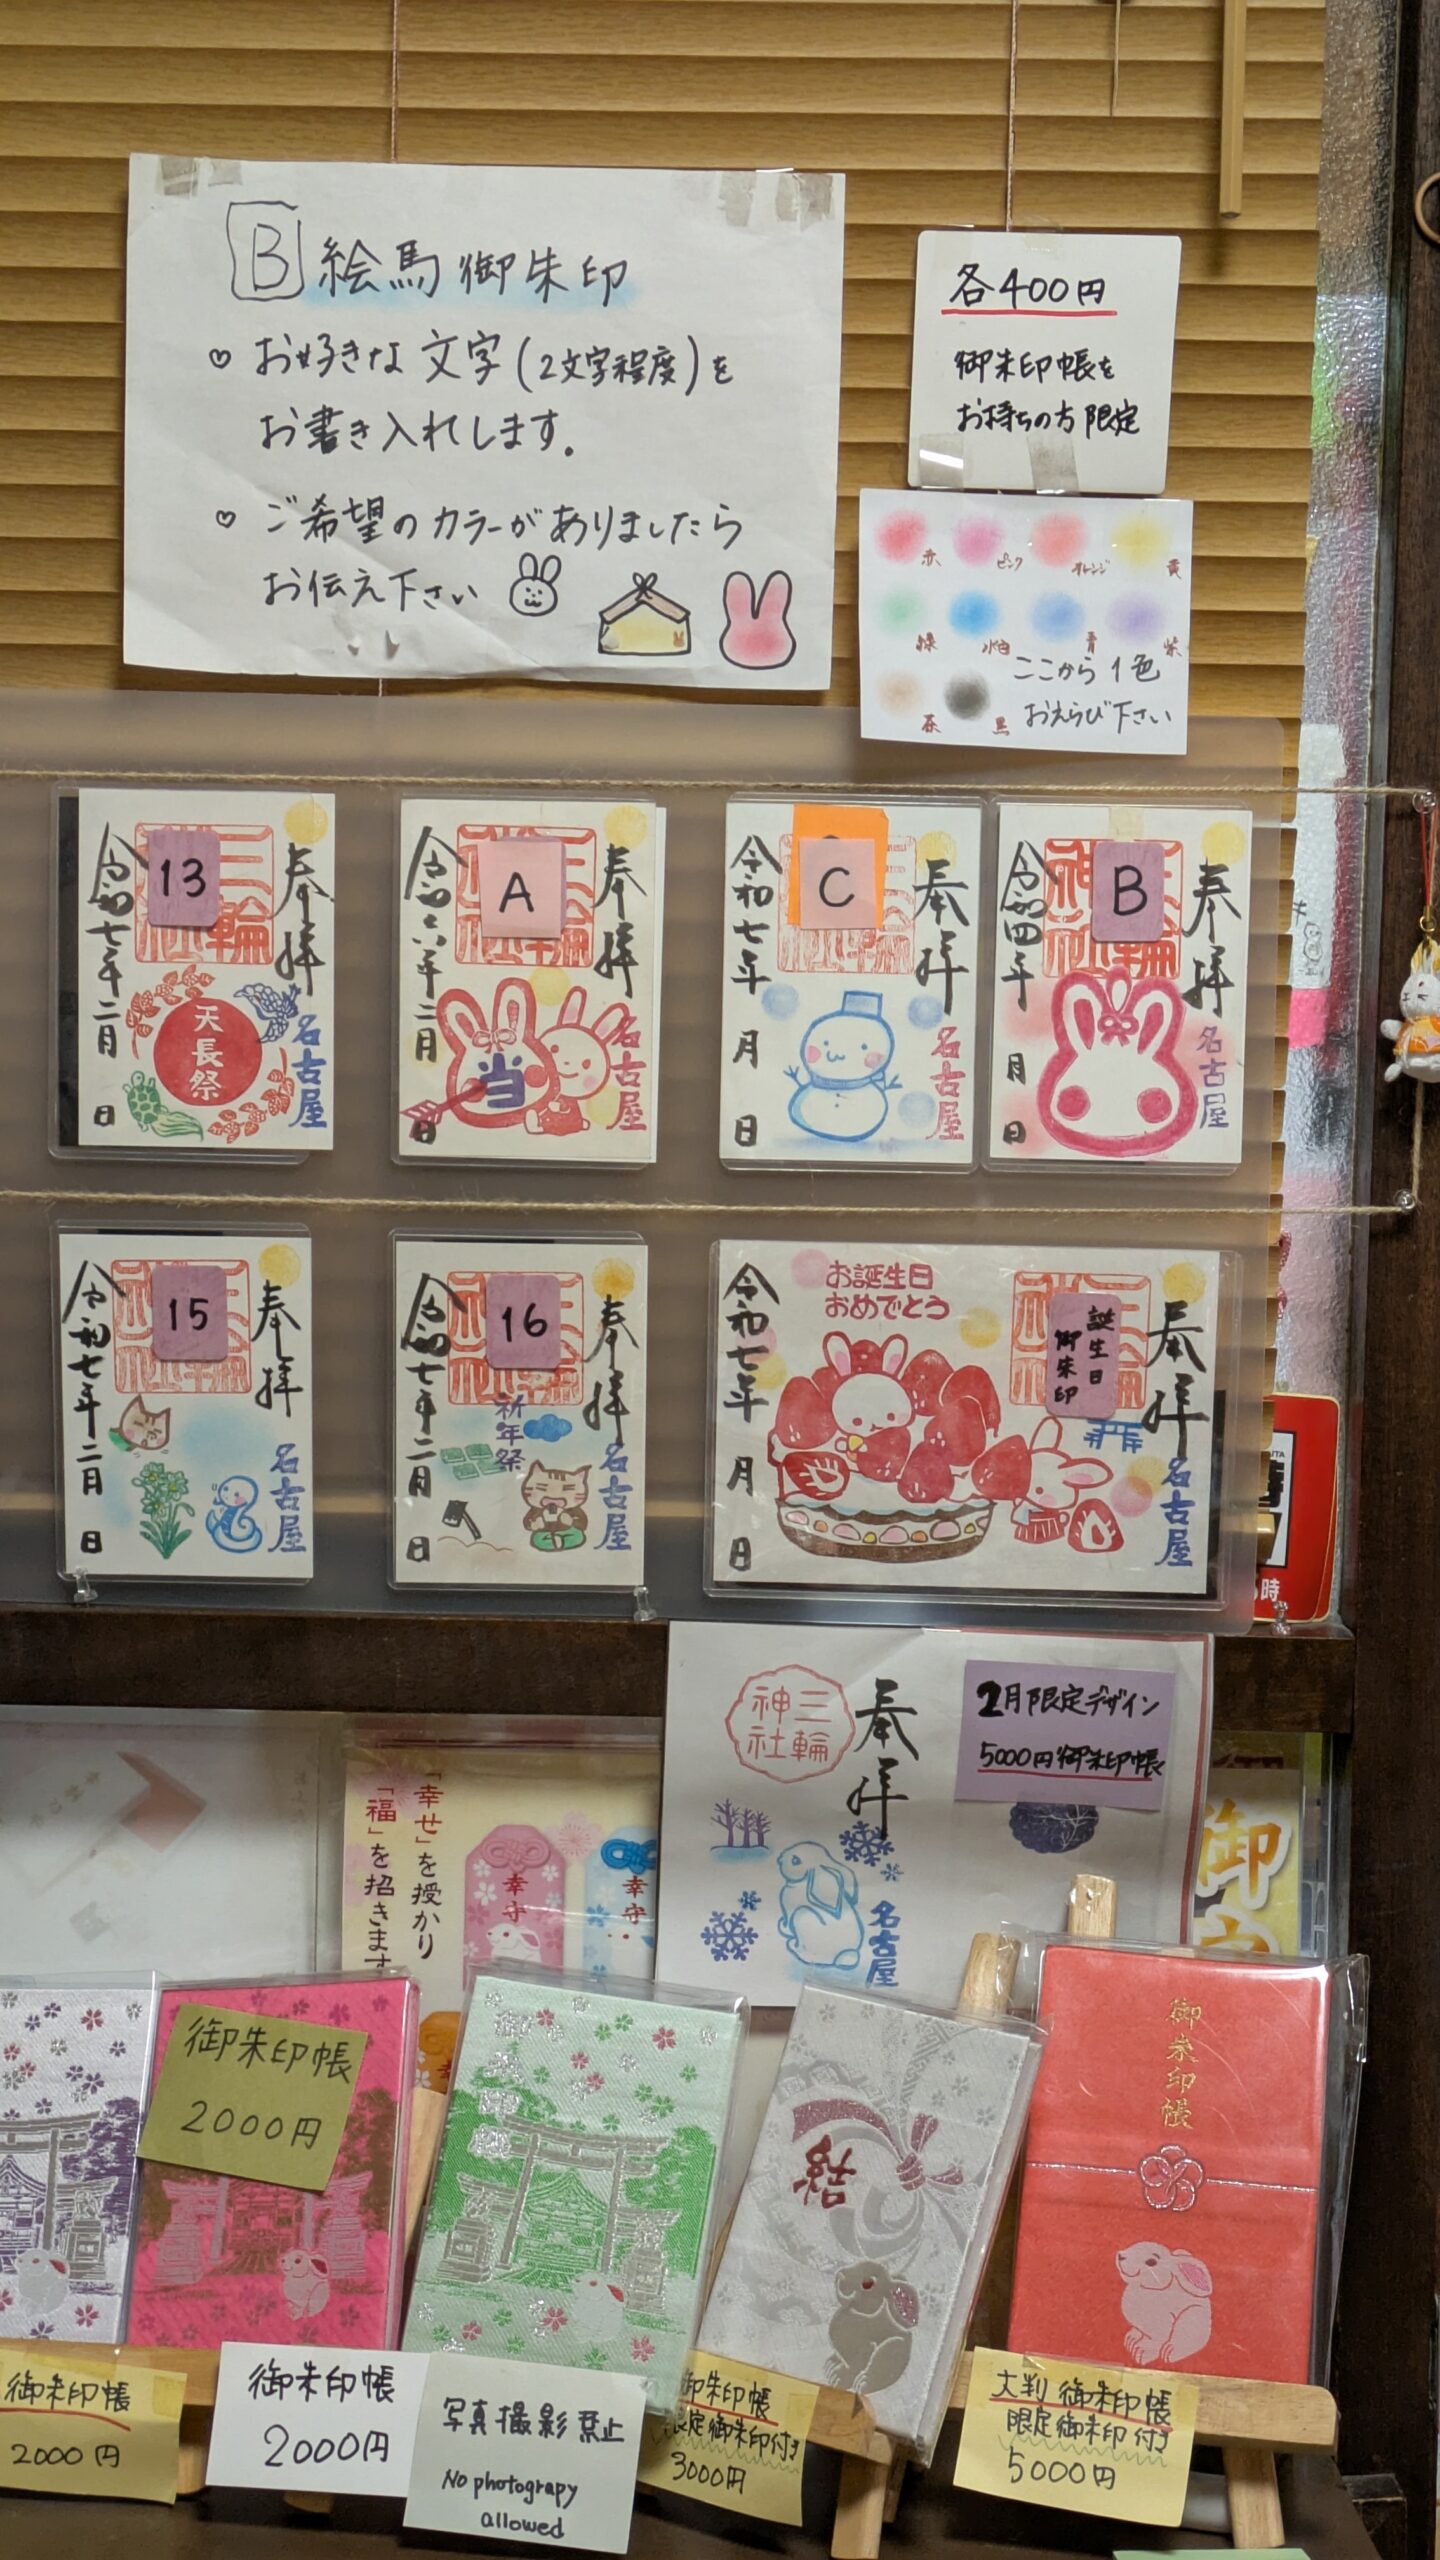 B 絵馬御朱印
♡ お好きな文字(2文字程度)を
お書き入れします。
♡ ご希望のカラーがありましたら
お伝え下さい
各400円
御朱印帳を
お持ちの方限定
赤 ピンク オレンジ 黄
緑 水色 青 紫
茶 黒
ここから1色
おえらび下さい
奉拝
三輪
13
天長祭
名古屋
令和七年二月 日
奉拝
A
当
名古屋
令和六年二月 日
奉拝
C
名古屋
令和七年 月 日
奉拝
B
名古屋
令和四年 月 日
奉拝
15
名古屋
令和七年二月 日
奉拝
16
祈年祭
名古屋
令和七年二月 日
奉拝
誕生日
御朱印
お誕生日
おめでとう
名古屋
令和七年 月 日
時
三輪
神社
奉拝
名古屋
2月限定デザイン
5000円御朱印帳
「幸せ」を授かり
「福」を招きます
幸守
幸守
御
御朱印帳
2000円
御朱印帳
結
御朱印帳
御朱印帳
2000円
御朱印帳
2000円
写真撮影禁止
No photograpy
allowed
御朱印帳
限定御朱印付き
3000円
大判御朱印帳
限定御朱印付き
5000円